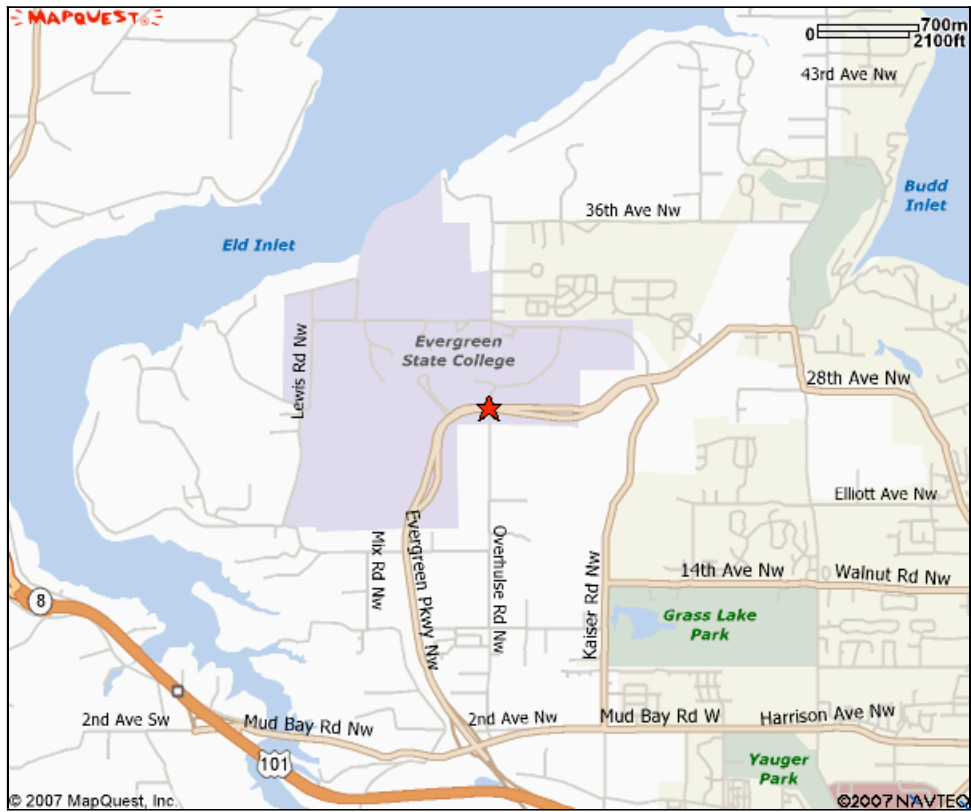 MAPQUEST®
700m
0
2100ft
43rd Ave Nw
Budd
Inlet
36th Ave Nw
Eld Inlet
Evergreen
State College
Lewis Rd Nw
28th Ave Nw
Elliott Ave Nw
Evergreen Pkwy Nw
Mix Rd Nw
Overhulse Rd Nw
Kaiser Rd Nw
14th Ave Nw
Walnut Rd Nw
8
Grass Lake
Park
2nd Ave Sw
Mud Bay Rd Nw
2nd Ave Nw
Mud Bay Rd W
Harrison Ave Nw
101
Yauger
Park
© 2007 MapQuest, Inc.
©2007 NAVTEQ